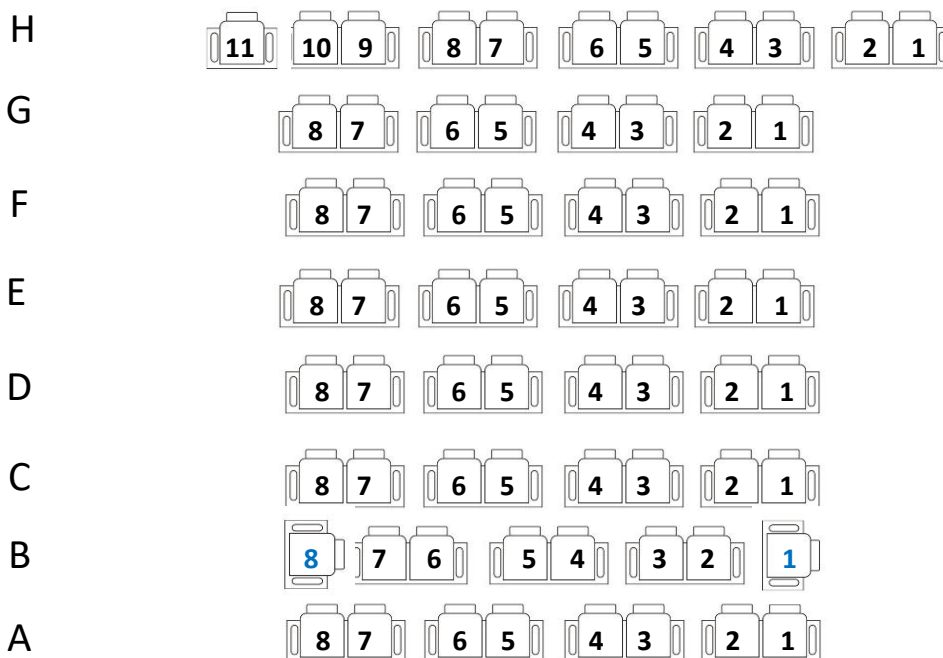 H 11 10 9 8 7 6 5 4 3 2 1
G 8 7 6 5 4 3 2 1
F 8 7 6 5 4 3 2 1
E 8 7 6 5 4 3 2 1
D 8 7 6 5 4 3 2 1
C 8 7 6 5 4 3 2 1
B 8 7 6 5 4 3 2 1
A 8 7 6 5 4 3 2 1